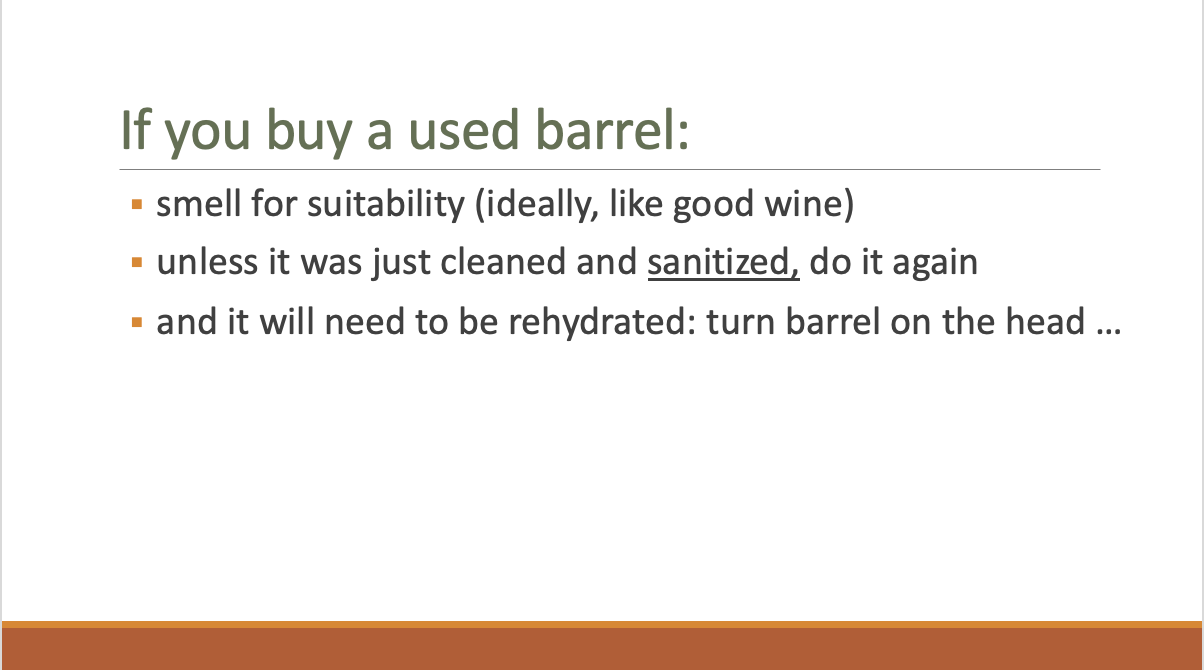 If you buy a used barrel:
▪ smell for suitability (ideally, like good wine)
▪ unless it was just cleaned and sanitized, do it again
▪ and it will need to be rehydrated: turn barrel on the head …